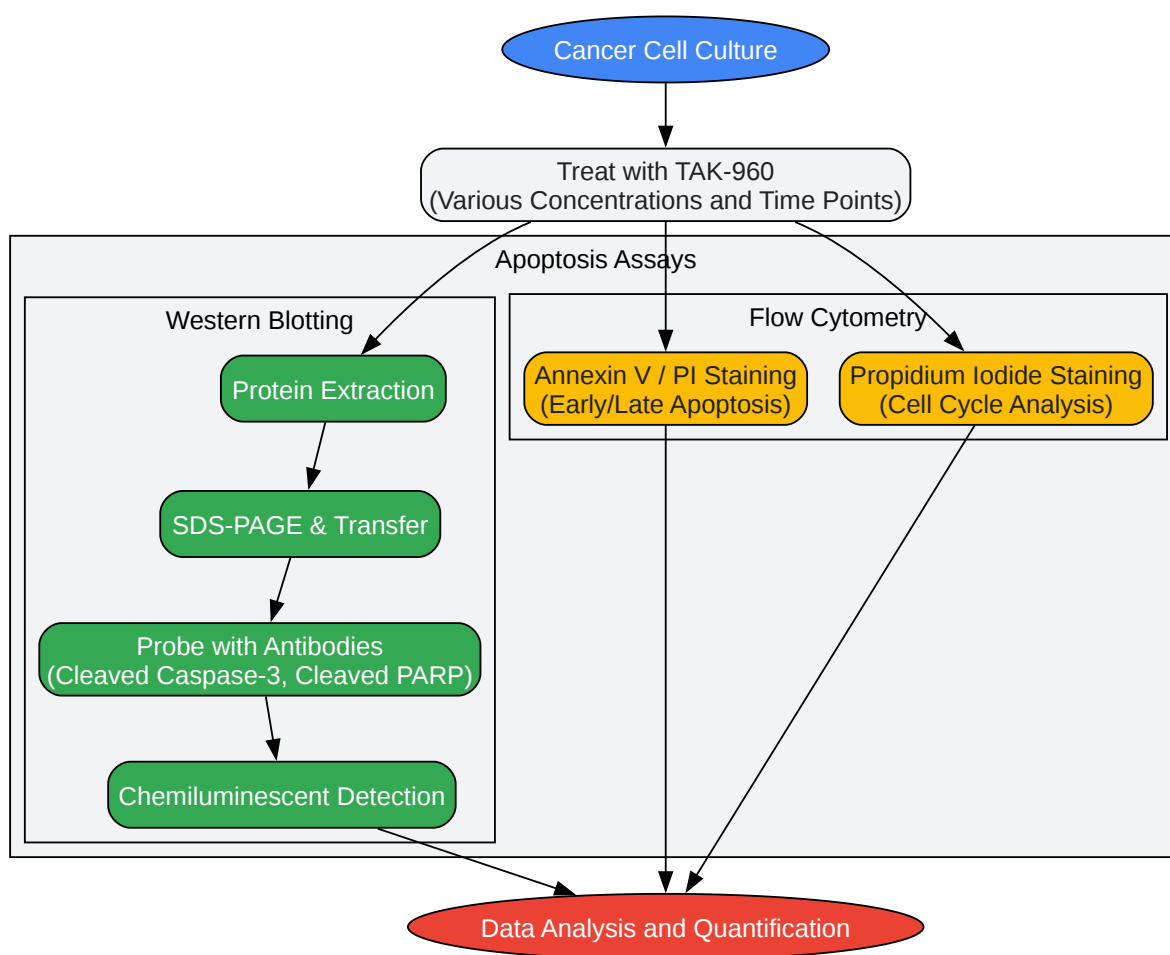 Cancer Cell Culture
Treat with TAK-960
(Various Concentrations and Time Points)
Apoptosis Assays
Western Blotting
Flow Cytometry
Protein Extraction
Annexin V / PI Staining
(Early/Late Apoptosis)
Propidium Iodide Staining
(Cell Cycle Analysis)
SDS-PAGE & Transfer
Probe with Antibodies
(Cleaved Caspase-3, Cleaved PARP)
Chemiluminescent Detection
Data Analysis and Quantification